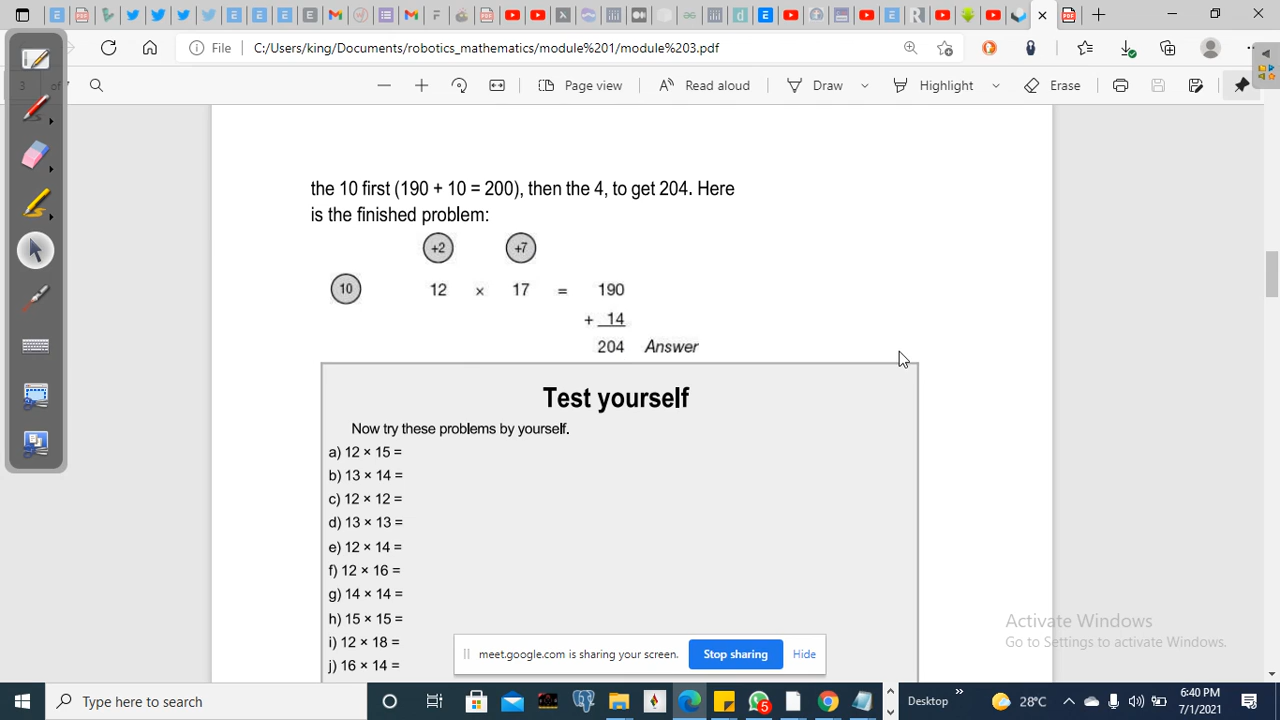 File
C:/Users/king/Documents/robotics_mathematics/module%201/module%203.pdf
3 of 7
Page view
Read aloud
Draw
Highlight
Erase
the 10 first (190 + 10 = 200), then the 4, to get 204. Here
is the finished problem:
+2 +7
10 12 × 17 = 190
+ 14
204 Answer
Test yourself
Now try these problems by yourself.
a) 12 × 15 =
b) 13 × 14 =
c) 12 × 12 =
d) 13 × 13 =
e) 12 × 14 =
f) 12 × 16 =
g) 14 × 14 =
h) 15 × 15 =
i) 12 × 18 =
j) 16 × 14 =
Activate Windows
Go to Settings to activate Windows.
meet.google.com is sharing your screen.
Stop sharing
Hide
Type here to search
5
Desktop
28°C
6:40 PM
7/1/2021